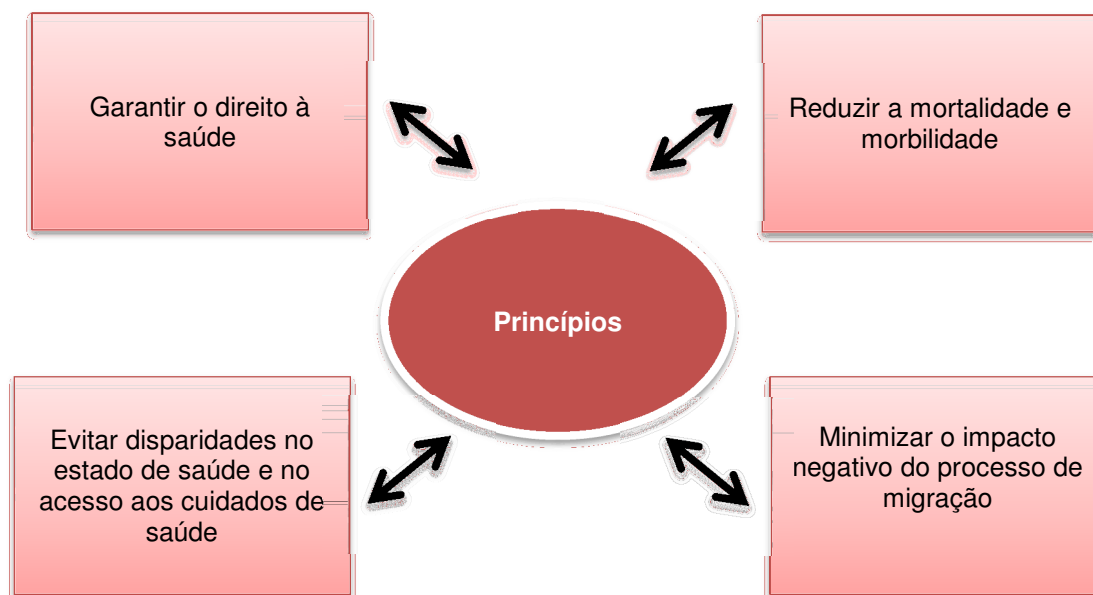 Garantir o direito à
saúde
Reduzir a mortalidade e
morbilidade
Princípios
Evitar disparidades no
estado de saúde e no
acesso aos cuidados de
saúde
Minimizar o impacto
negativo do processo de
migração